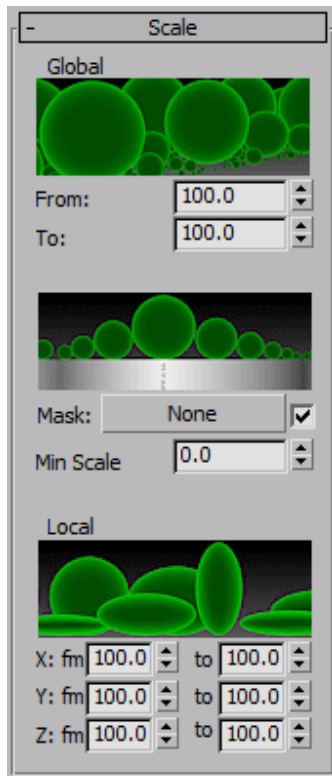 - Scale
Global
From: 100.0
To: 100.0
Mask: None
Min Scale 0.0
Local
X: fm 100.0 to 100.0
Y: fm 100.0 to 100.0
Z: fm 100.0 to 100.0